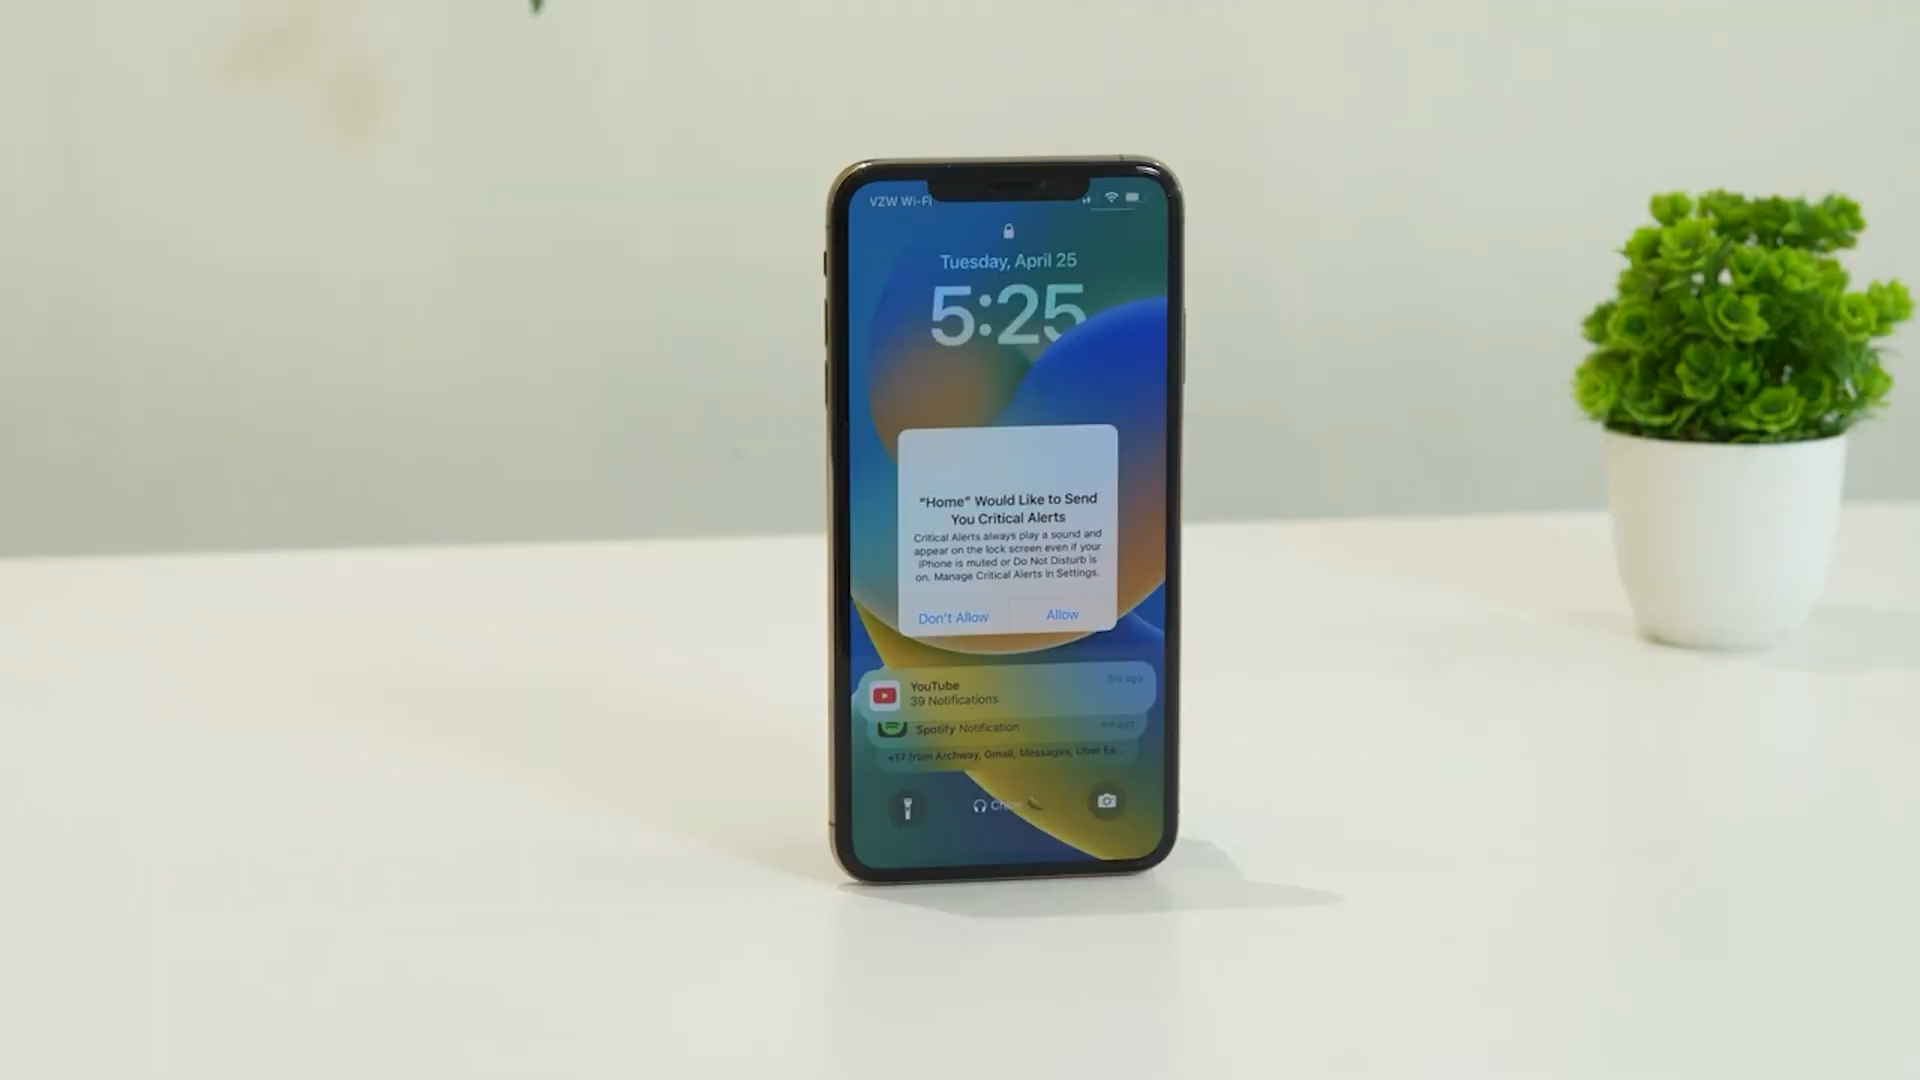 VZW Wi-Fi
Tuesday, April 25
5:25
“Home” Would Like to Send
You Critical Alerts
Critical Alerts always play a sound and
appear on the lock screen even if your
iPhone is muted or Do Not Disturb is
on. Manage Critical Alerts in Settings.
Don't Allow Allow
YouTube 3m ago
39 Notifications
Spotify Notification ago
+17 from Archway, Gmail, Messages, Uber Ea...